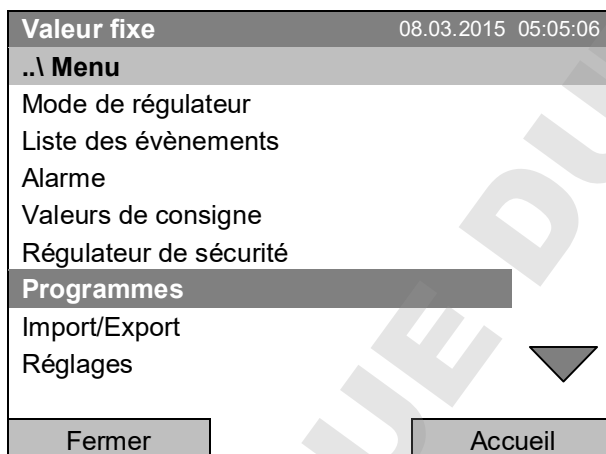 Valeur fixe 08.03.2015 05:05:06
..\ Menu
Mode de régulateur
Liste des évènements
Alarme
Valeurs de consigne
Régulateur de sécurité
Programmes
Import/Export
Réglages
Fermer Accueil